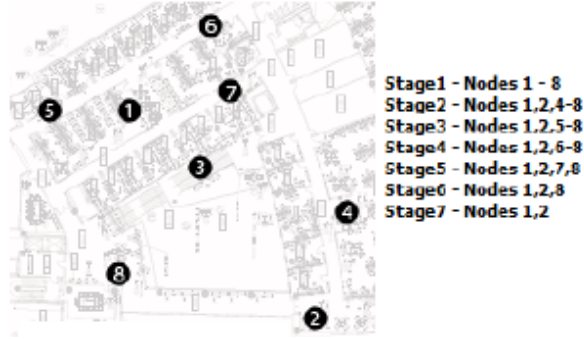 6
7
5
1
3
4
8
2
Stage1 - Nodes 1 - 8
Stage2 - Nodes 1,2,4-8
Stage3 - Nodes 1,2,5-8
Stage4 - Nodes 1,2,6-8
Stage5 - Nodes 1,2,7,8
Stage6 - Nodes 1,2,8
Stage7 - Nodes 1,2